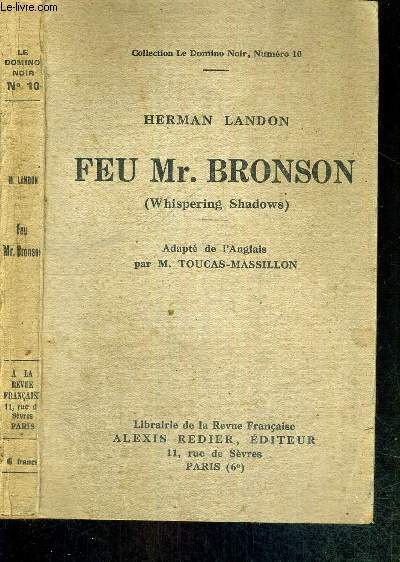 LE
DOMINO
NOIR
N° 10
H. LANDON
Feu
Mr. Bronson
A LA
REVUE
FRANÇAISE
11, rue d
Sèvres
PARIS
6 francs
Collection Le Domino Noir, Numéro 10
HERMAN LANDON
FEU Mr. BRONSON
(Whispering Shadows)
Adapté de l'Anglais
par M. TOUCAS-MASSILLON
Librairie de la Revue Française
ALEXIS REDIER, ÉDITEUR
11, rue de Sèvres
PARIS (6e)
le-livre